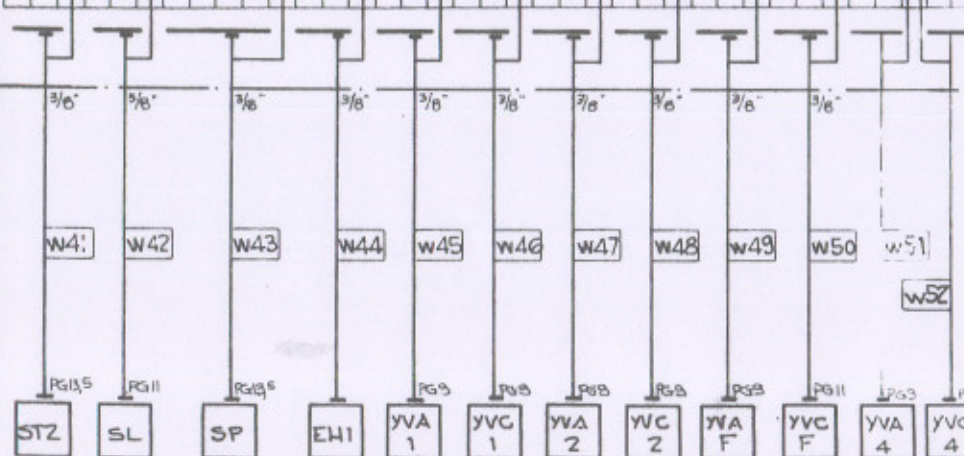 3/8" 3/8" 3/8" 3/8" 3/8" 3/8" 3/8" 3/8" 3/8" 3/8"
W42 W43 W44 W45 W46 W47 W48 W49 W50 W51
W52
PG13,5 PG11 PG13,5 PG9 PG9 PG9 PG9 PG9 PG11 PG9
ST2 SL SP EH1 YVA 1 YVC 1 YVA 2 YVC 2 YVA F YVC F YVA 4 YVC 4